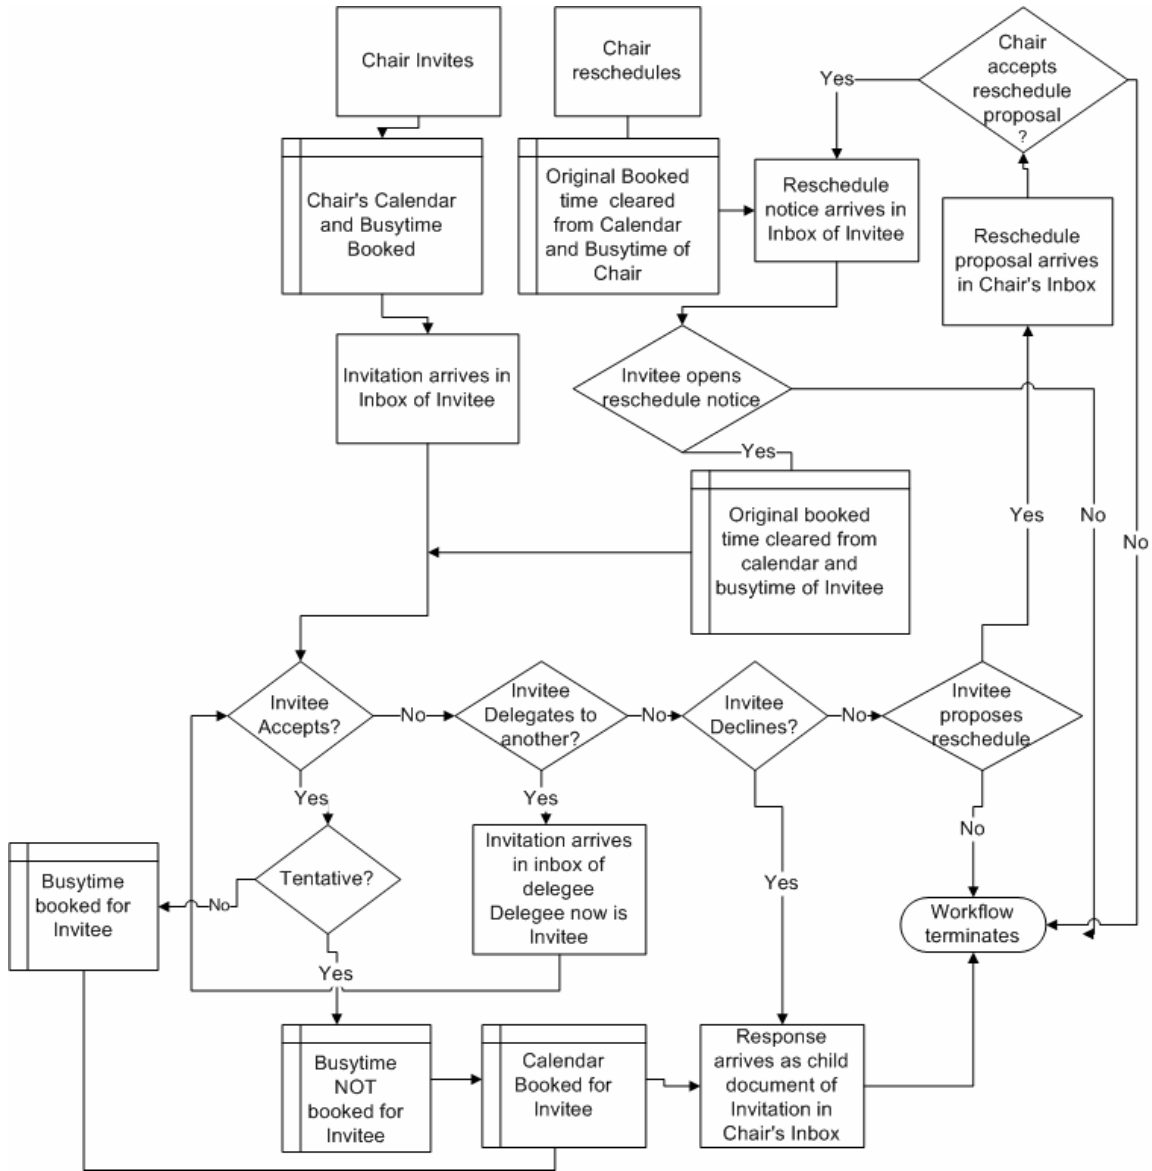 Chair Invites
Chair
reschedules
Chair
accepts
reschedule
proposal
?
Yes
Chair's Calendar
and Busytime
Booked
Original Booked
time cleared
from Calendar
and Busytime of
Chair
Reschedule
notice arrives in
Inbox of Invitee
Reschedule
proposal arrives
in Chair's Inbox
Invitation arrives in
Inbox of Invitee
Invitee opens
reschedule notice
Yes
Original booked
time cleared from
calendar and
busytime of Invitee
Yes
No
No
Invitee
Accepts?
No
Invitee
Delegates to
another?
No
Invitee
Declines?
No
Invitee
proposes
reschedule
Yes
Yes
Yes
No
Tentative?
No
Busytime
booked for
Invitee
Invitation arrives
in inbox of
delegee
Delegee now is
Invitee
Workflow
terminates
Yes
Busytime
NOT
booked for
Invitee
Calendar
Booked for
Invitee
Response
arrives as child
document of
Invitation in
Chair's Inbox